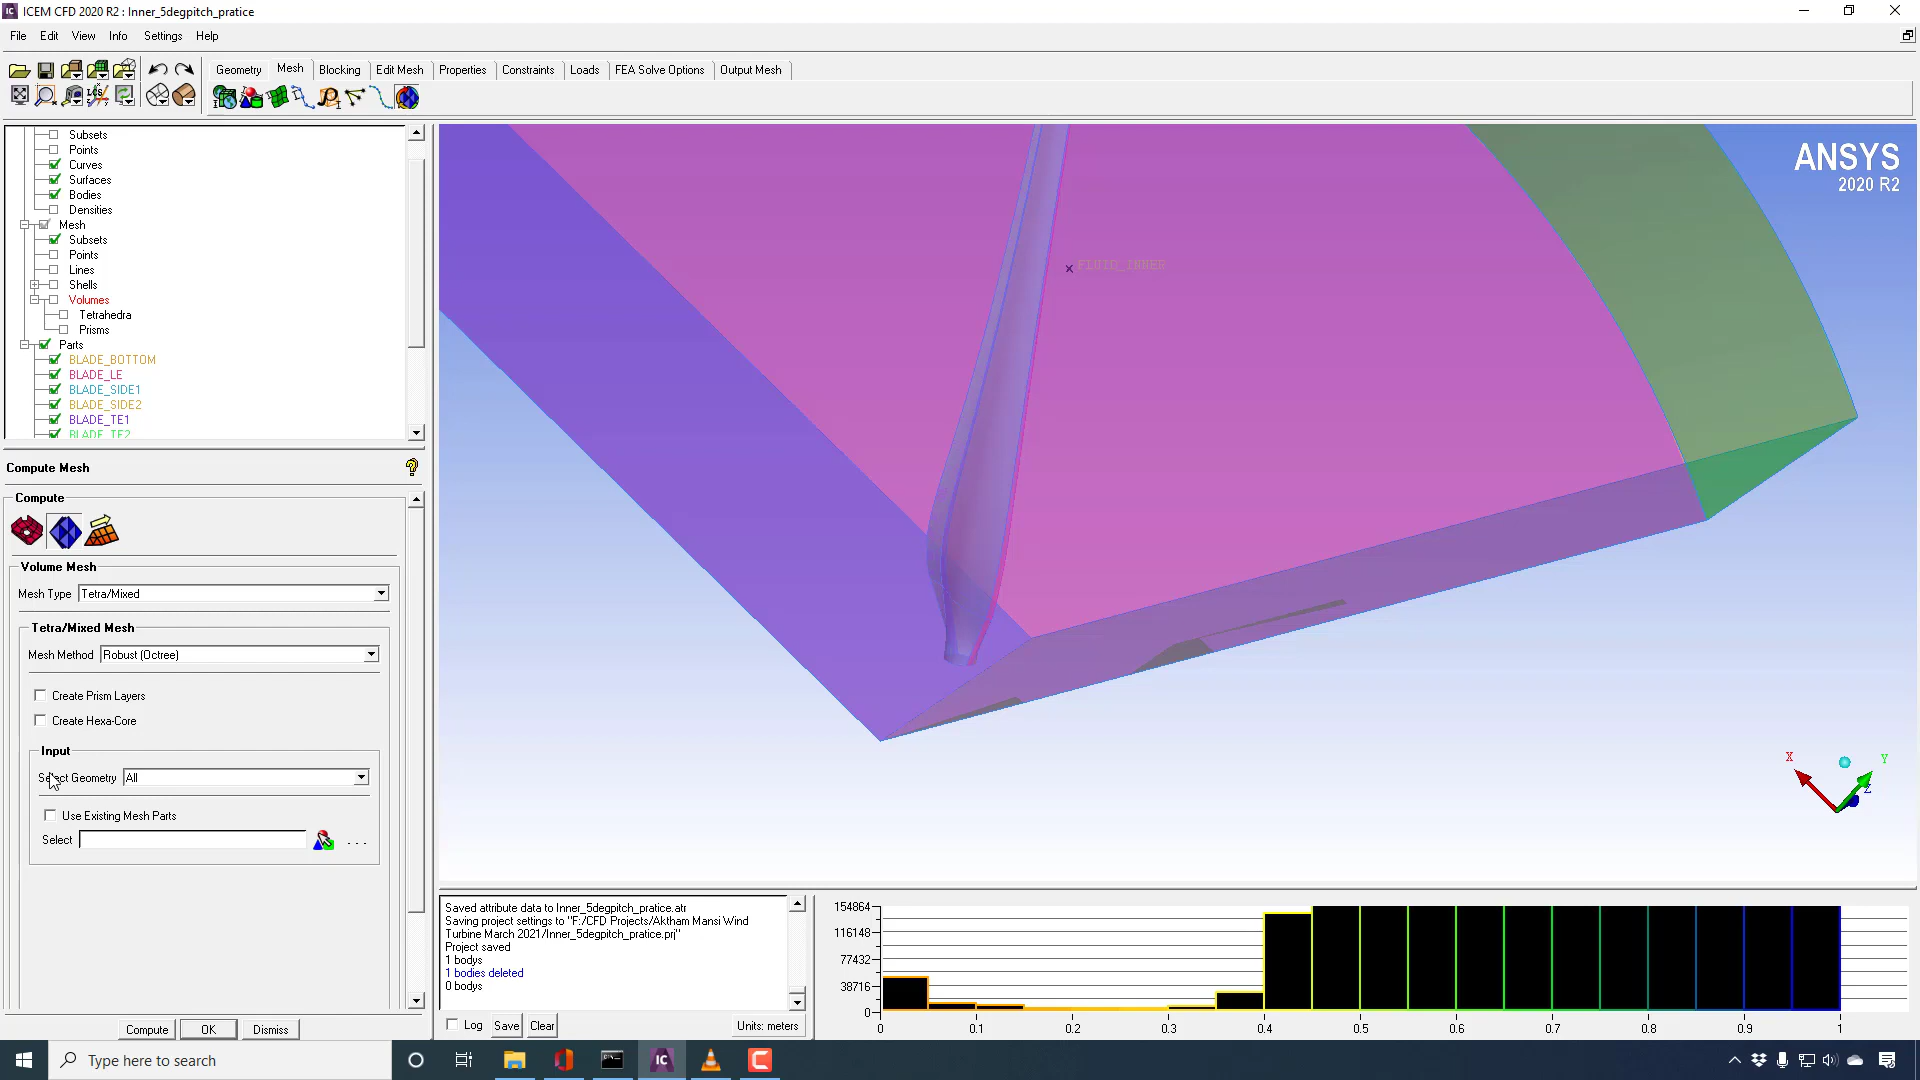 ICEM CFD 2020 R2 : Inner_5degpitch_pratice
File Edit View Info Settings Help
Geometry Mesh Blocking Edit Mesh Properties Constraints Loads FEA Solve Options Output Mesh
Subsets
Points
Curves
Surfaces
Bodies
Densities
Mesh
Subsets
Points
Lines
Shells
Volumes
Tetrahedra
Prisms
Parts
BLADE_BOTTOM
BLADE_LE
BLADE_SIDE1
BLADE_SIDE2
BLADE_TE1
BLADE_TE2
ANSYS
2020 R2
FLUID_INNER
X
Y
Z
Compute Mesh
Compute
Volume Mesh
Mesh Type Tetra/Mixed
Tetra/Mixed Mesh
Mesh Method Robust (Octree)
Create Prism Layers
Create Hexa-Core
Input
Select Geometry All
Use Existing Mesh Parts
Select ...
Compute OK Dismiss
Saved attribute data to Inner_5degpitch_pratice.atr
Saving project settings to "F:/CFD Projects/Aktham Mansi Wind
Turbine March 2021/Inner_5degpitch_pratice.prj"
Project saved
1 bodys
1 bodies deleted
0 bodys
Log Save Clear Units: meters
154864
116148
77432
38716
0
0 0.1 0.2 0.3 0.4 0.5 0.6 0.7 0.8 0.9 1
Type here to search